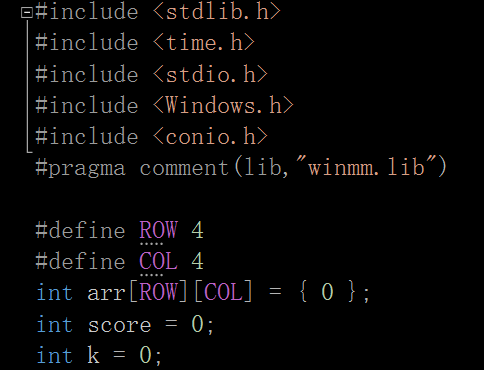 #include <stdlib.h>
#include <time.h>
#include <stdio.h>
#include <Windows.h>
#include <conio.h>
#pragma comment(lib,"winmm.lib")
#define ROW 4
#define COL 4
int arr[ROW][COL] = { 0 };
int score = 0;
int k = 0;